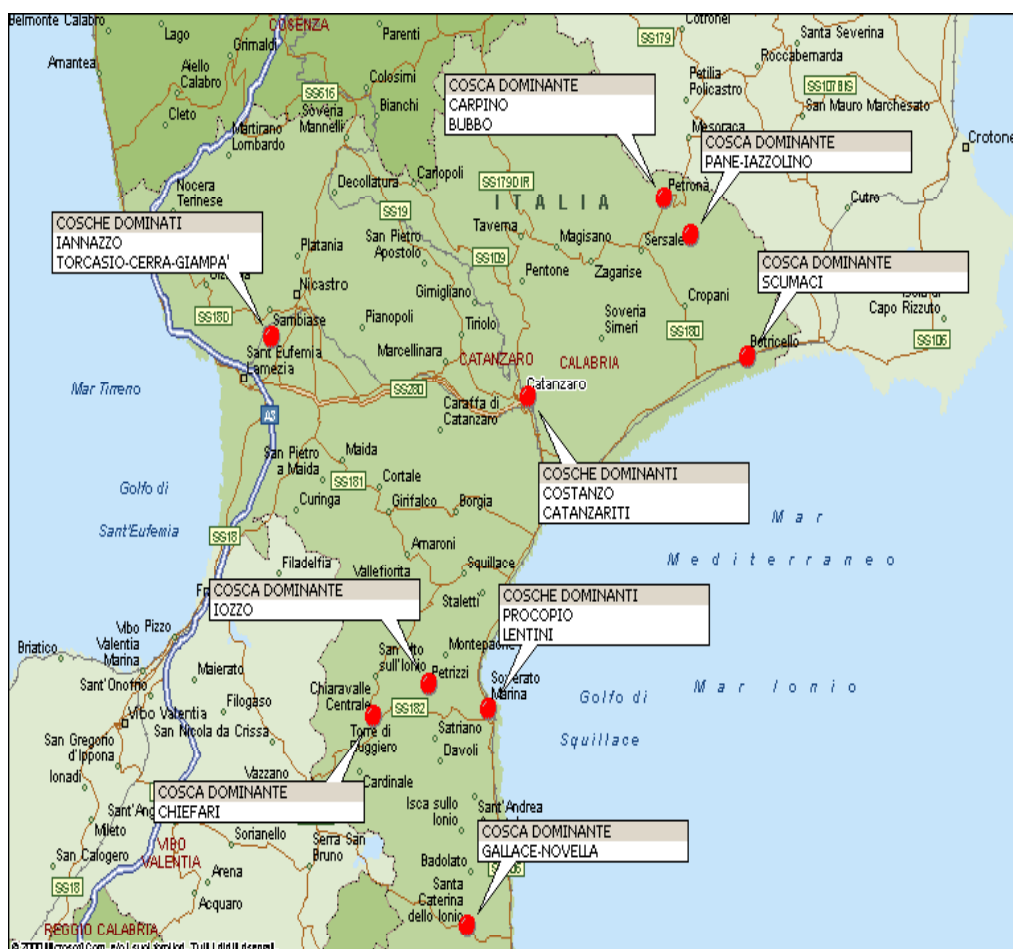 Belmonte Calabro
COSENZA
Lago
Grimaldi
Parenti
SS179
Cotronei
Santa Severina
Amantea
Aiello
Calabro
Colosimi
Roccabernarda
SS616
Petilia
Policastro
SS107BIS
Cleto
Soveria
Mannelli
Bianchi
San Mauro Marchesato
COSCA DOMINANTE
CARPINO
BUBBO
Martirano
Lombardo
Mesoraca
Crotone
COSCA DOMINANTE
PANE-IAZZOLINO
Nocera
Terinese
Decollatura
Carlopoli
SS179DIR
Petronà
ITALIA
Cutro
SS19
COSCHE DOMINATI
IANNAZZO
TORCASIO-CERRA-GIAMPA'
Platania
San Pietro
Apostolo
Taverna
Magisano
Sersale
SS109
Pentone
Zagarise
COSCA DOMINANTE
SCUMACI
Nicastro
Gimigliano
Cropani
Capo Rizzuto
SS18D
Sambiase
Pianopoli
Tiriolo
Soveria
Simeri
SS18D
SS106
Sant Eufemia
Lamezia
Marcellinara
CATANZARO
CALABRIA
Botricello
Mar Tirreno
SS280
Catanzaro
A3
Caraffa di
Catanzaro
San Pietro
a Maida
Maida
SS181
Cortale
COSCHE DOMINANTI
COSTANZO
CATANZARITI
Golfo di
Sant'Eufemia
Curinga
Girifalco
Borgia
Mar
Mediterraneo
SS18
Amaroni
Filadelfia
Vallefiorita
Squillace
COSCA DOMINANTE
IOZZO
Staletti
COSCHE DOMINANTI
PROCOPIO
LENTINI
Briatico
Vibo
Valentia
Marina
Pizzo
San Vito
sull'Ionio
Montepaone
Maierato
Petrizzi
Sant'Onofrio
Chiaravalle
Centrale
Soverato
Marina
Golfo di
Squillace
Mar Ionio
Filogaso
SS182
Vibo Valentia
San Nicola da Crissa
Torre di
Ruggiero
Satriano
San Gregorio
d'Ippona
Davoli
Ionadi
Vazzano
Cardinale
COSCA DOMINANTE
CHIEFARI
Isca sullo
Ionio
Sant'Andrea
Mileto
Sorianello
Serra San
Bruno
COSCA DOMINANTE
GALLACE-NOVELLA
VIBO
VALENTIA
San Calogero
Badolato
SS18
Arena
Acquaro
Santa
Caterina
dello Ionio
REGGIO CALABRIA